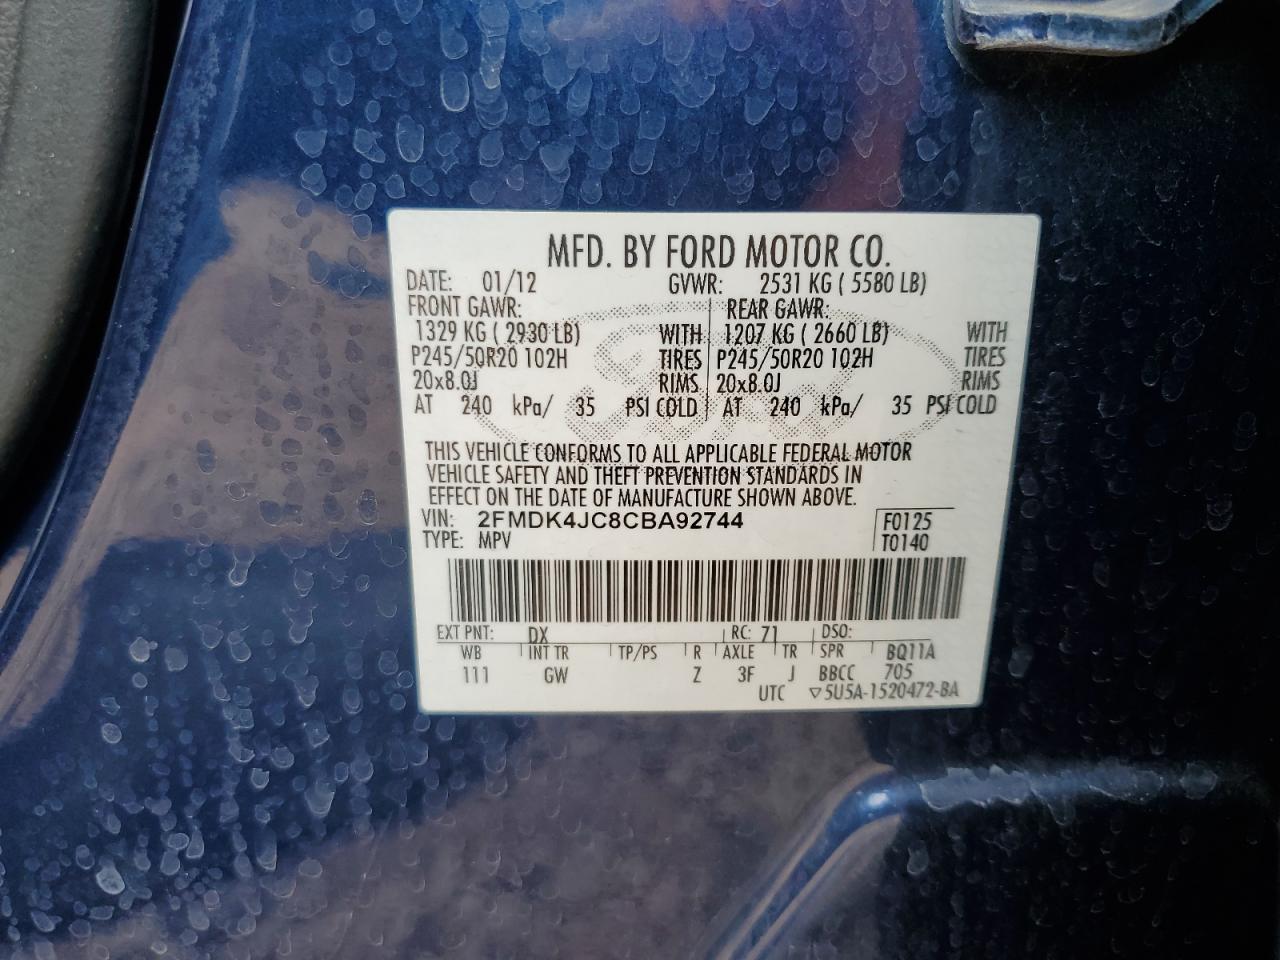 MFD. BY FORD MOTOR CO.
DATE: 01/12 GVWR: 2531 KG ( 5580 LB)
FRONT GAWR: REAR GAWR:
1329 KG ( 2930 LB) WITH 1207 KG ( 2660 LB) WITH
P245/50R20 102H TIRES P245/50R20 102H TIRES
20x8.0J RIMS 20x8.0J RIMS
AT 240 kPa/ 35 PSI COLD AT 240 kPa/ 35 PSI COLD
THIS VEHICLE CONFORMS TO ALL APPLICABLE FEDERAL MOTOR
VEHICLE SAFETY AND THEFT PREVENTION STANDARDS IN
EFFECT ON THE DATE OF MANUFACTURE SHOWN ABOVE.
VIN: 2FMDK4JC8CBA92744 F0125
TYPE: MPV T0140
EXT PNT: DX RC: 71 DSO:
WB INT TR TP/PS R AXLE TR SPR BQ11A
111 GW Z 3F J BBCC 705
UTC ▽5U5A-1520472-BA